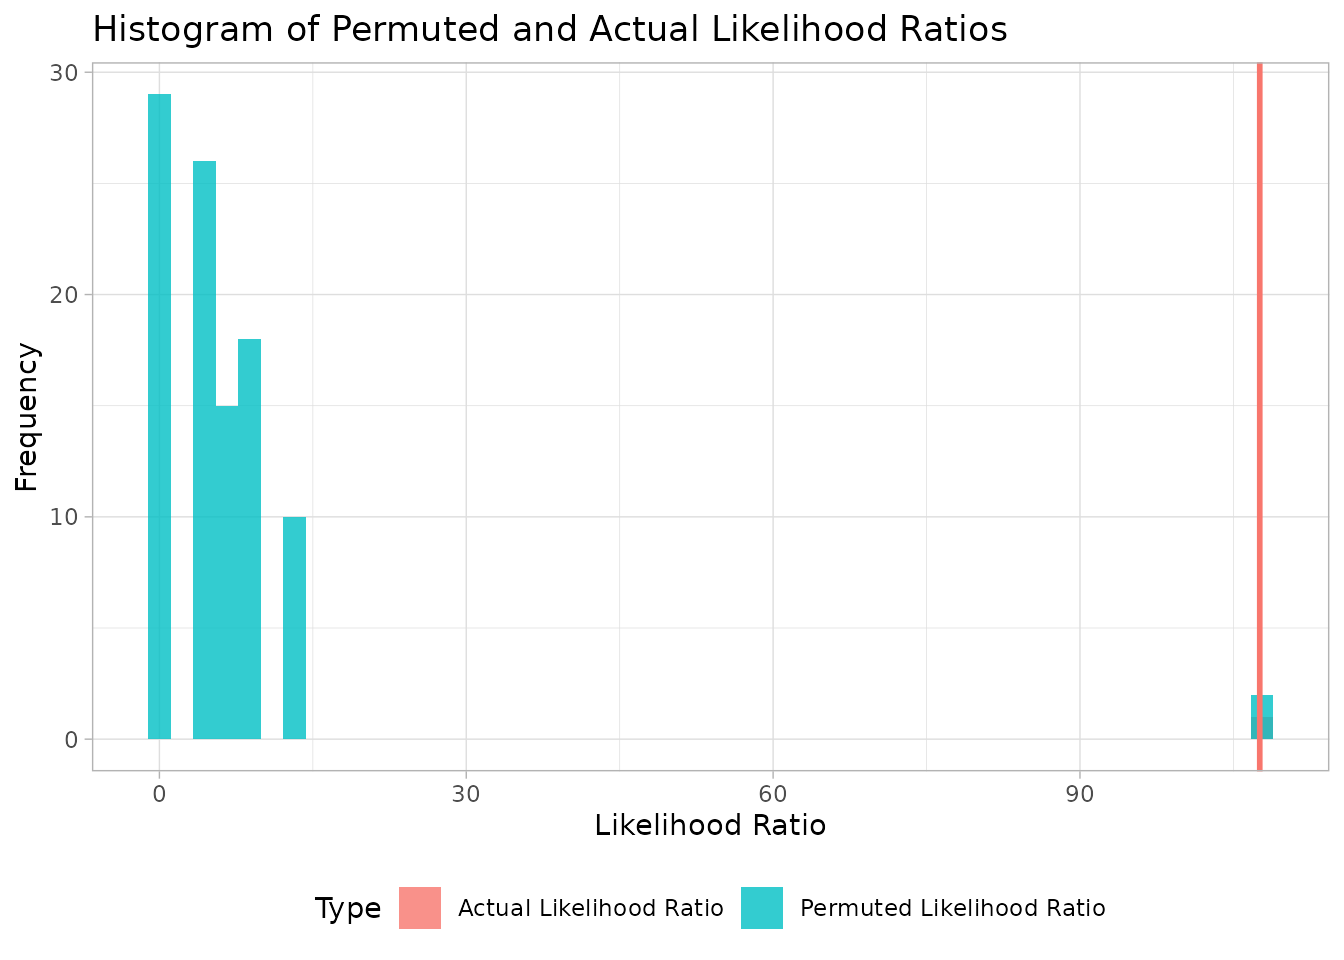 Histogram of Permuted and Actual Likelihood Ratios
30
20
10
0
Frequency
0 30 60 90
Likelihood Ratio
Type Actual Likelihood Ratio Permuted Likelihood Ratio